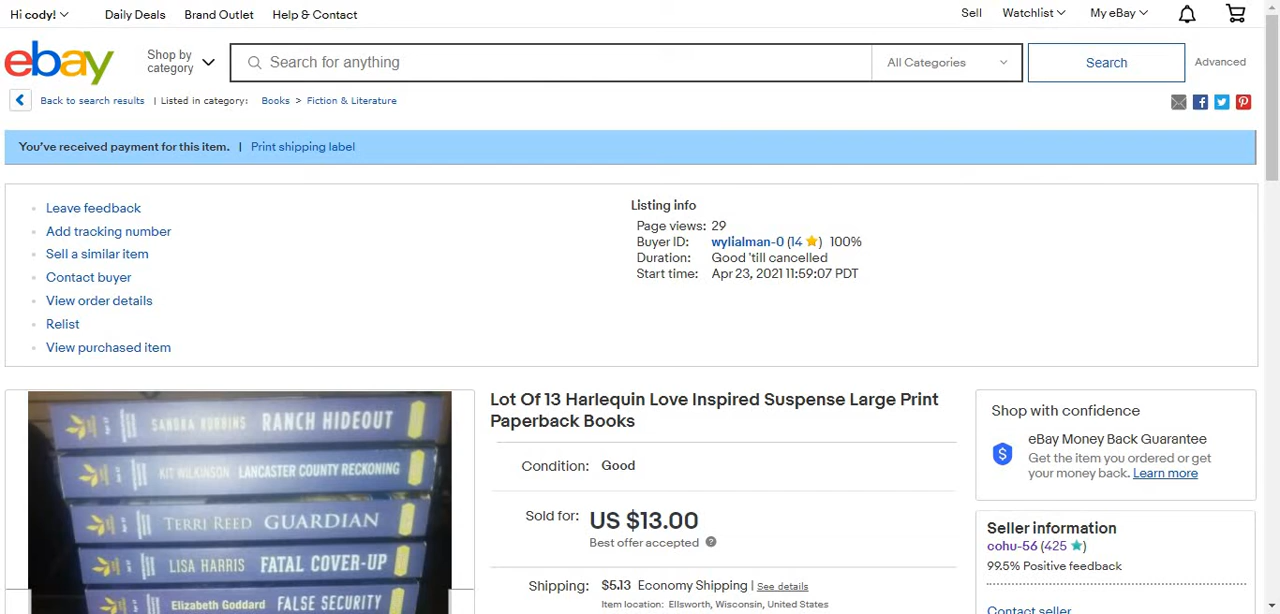 Hi cody! Daily Deals Brand Outlet Help & Contact Sell Watchlist My eBay
ebay Shop by category Search for anything All Categories Search Advanced
Back to search results | Listed in category: Books > Fiction & Literature
You've received payment for this item. | Print shipping label
Leave feedback
Add tracking number
Sell a similar item
Contact buyer
View order details
Relist
View purchased item
Listing info
Page views: 29
Buyer ID: wylialman-0 (14 ) 100%
Duration: Good 'till cancelled
Start time: Apr 23, 2021 11:59:07 PDT
SANDRA ROBBINS RANCH HIDEOUT
KIT WILKINSON LANCASTER COUNTY RECKONING
TERRI REED GUARDIAN
LISA HARRIS FATAL COVER-UP
Elizabeth Goddard FALSE SECURITY
Lot Of 13 Harlequin Love Inspired Suspense Large Print
Paperback Books
Condition: Good
Sold for: US $13.00
Best offer accepted
Shipping: $5.13 Economy Shipping | See details
Item location: Ellsworth, Wisconsin, United States
Shop with confidence
eBay Money Back Guarantee
Get the item you ordered or get
your money back. Learn more
Seller information
cohu-56 (425 )
99.5% Positive feedback
Contact seller